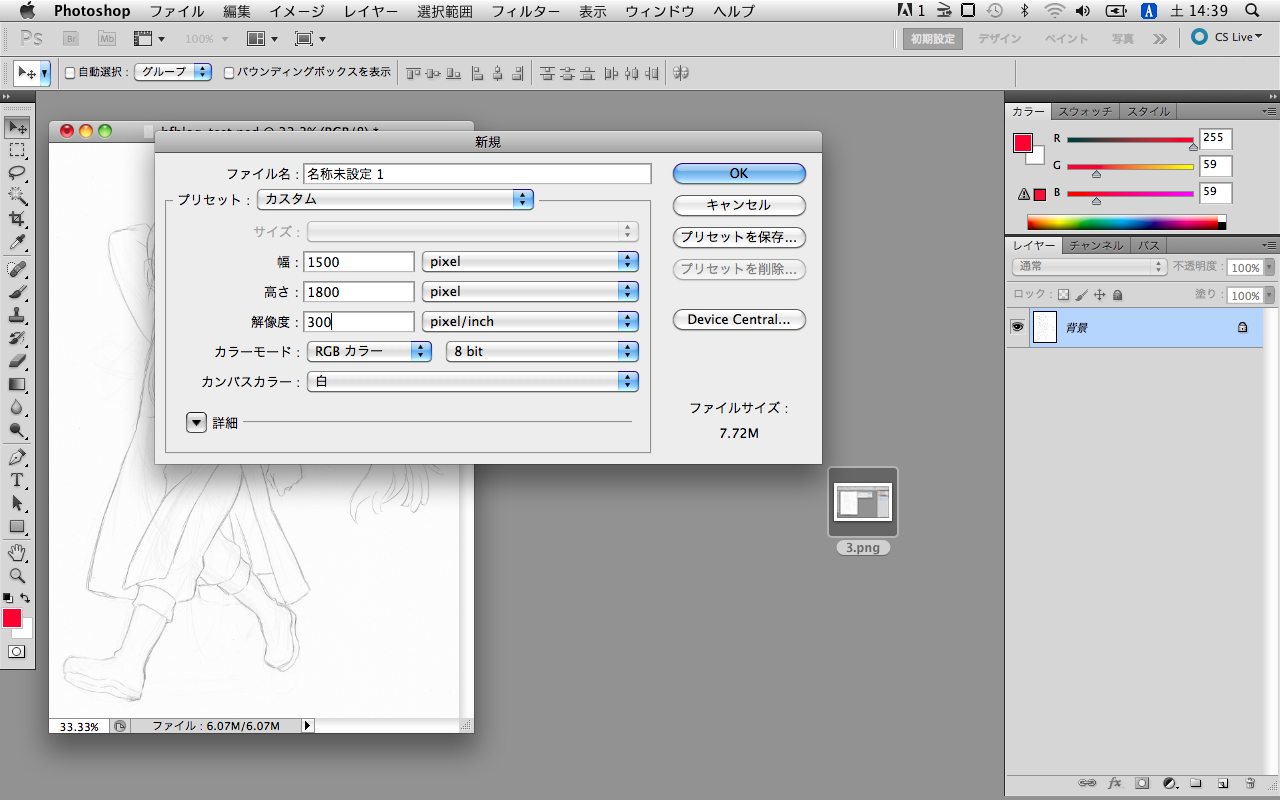 Photoshop ファイル 編集 イメージ レイヤー 選択範囲 フィルター 表示 ウィンドウ ヘルプ 1 A 土 14:39
Ps Br Mb 100% 初期設定 デザイン ペイント 写真 CS Live
自動選択： グループ バウンディングボックスを表示
新規
ファイル名： 名称未設定 1 OK
プリセット： カスタム キャンセル
サイズ： プリセットを保存...
幅： 1500 pixel プリセットを削除...
高さ： 1800 pixel
解像度： 300 pixel/inch Device Central...
カラーモード： RGB カラー 8 bit
カンバスカラー： 白
詳細
ファイルサイズ：
7.72M
3.png
33.33% ファイル：6.07M/6.07M
カラー スウォッチ スタイル
R 255
G 59
B 59
レイヤー チャンネル パス
通常 不透明度： 100%
ロック： 塗り： 100%
背景
fx